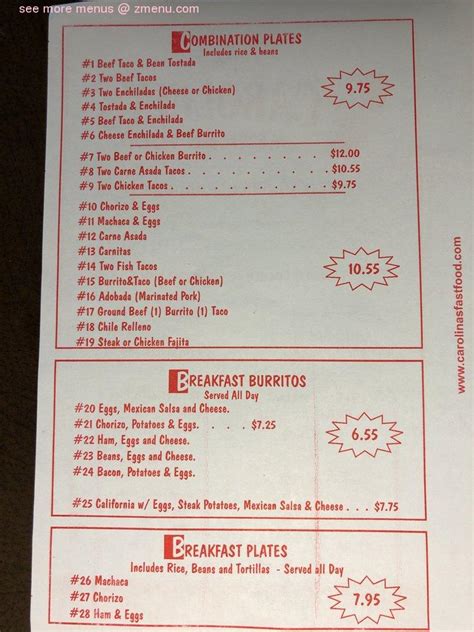 see more menus @ zmenu.com
COMBINATION PLATES
Includes rice & beans
#1 Beef Taco & Bean Tostada
#2 Two Beef Tacos
#3 Two Enchiladas (Cheese or Chicken)
#4 Tostada & Enchilada
#5 Beef Taco & Enchilada
#6 Cheese Enchilada & Beef Burrito
9.75
#7 Two Beef or Chicken Burrito . . . . . . . . $12.00
#8 Two Carne Asada Tacos . . . . . . . . . . $10.55
#9 Two Chicken Tacos . . . . . . . . . . . . $9.75
#10 Chorizo & Eggs
#11 Machaca & Eggs
#12 Carne Asada
#13 Carnitas
#14 Two Fish Tacos
#15 Burrito&Taco (Beef or Chicken)
#16 Adobada (Marinated Pork)
#17 Ground Beef (1) Burrito (1) Taco
#18 Chile Relleno
#19 Steak or Chicken Fajita
10.55
www.carolinasfastfood.com
BREAKFAST BURRITOS
Served All Day
#20 Eggs, Mexican Salsa and Cheese.
#21 Chorizo, Potatoes & Eggs. . . . $7.25
#22 Ham, Eggs and Cheese.
#23 Beans, Eggs and Cheese.
#24 Bacon, Potatoes & Eggs.
6.55
#25 California w/ Eggs, Steak Potatoes, Mexican Salsa & Cheese . . . $7.75
BREAKFAST PLATES
Includes Rice, Beans and Tortillas - Served all Day
#26 Machaca
#27 Chorizo
#28 Ham & Eggs
7.95